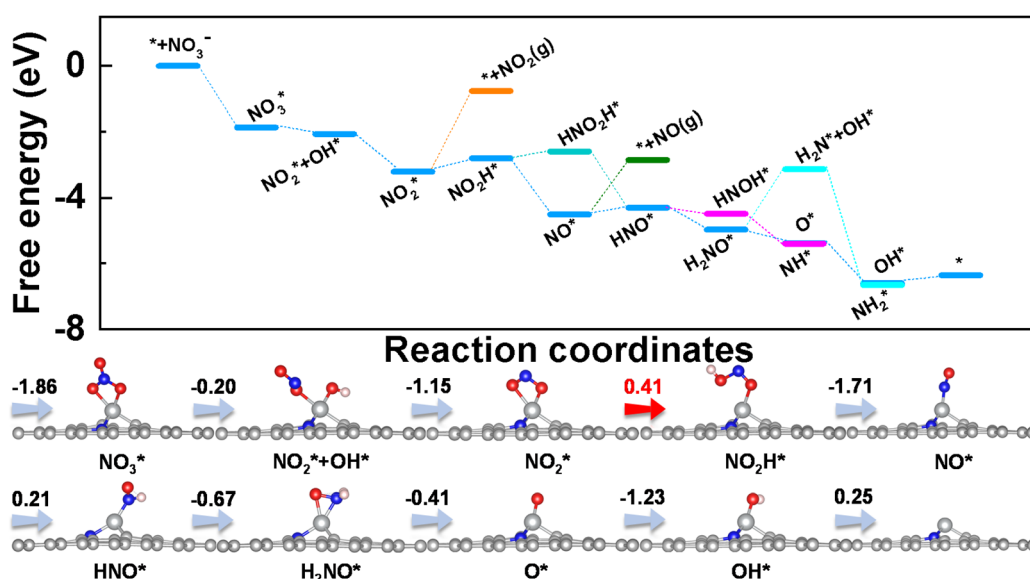 Free energy (eV)
0
-4
-8
*+NO₃⁻
NO₃*
NO₂*+OH*
NO₂*
*+NO₂(g)
NO₂H*
HNO₂H*
NO*
*+NO(g)
HNO*
HNOH*
H₂NO*
H₂N*+OH*
O*
NH*
OH*
NH₂*
*
Reaction coordinates
-1.86 -0.20 -1.15 0.41 -1.71
NO₃* NO₂*+OH* NO₂* NO₂H* NO*
0.21 -0.67 -0.41 -1.23 0.25
HNO* H₂NO* O* OH*